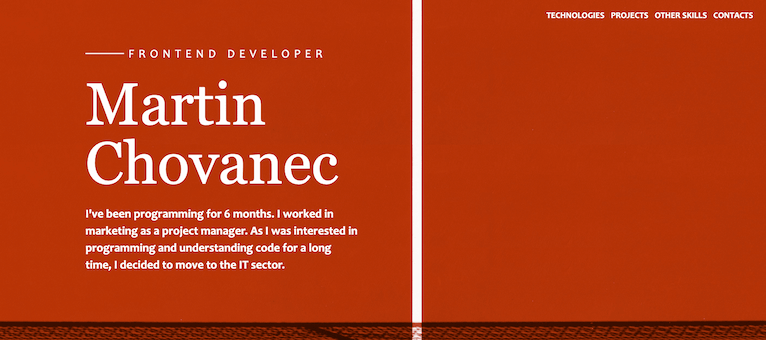 TECHNOLOGIES PROJECTS OTHER SKILLS CONTACTS
FRONTEND DEVELOPER
Martin
Chovanec
I've been programming for 6 months. I worked in
marketing as a project manager. As I was interested in
programming and understanding code for a long
time, I decided to move to the IT sector.